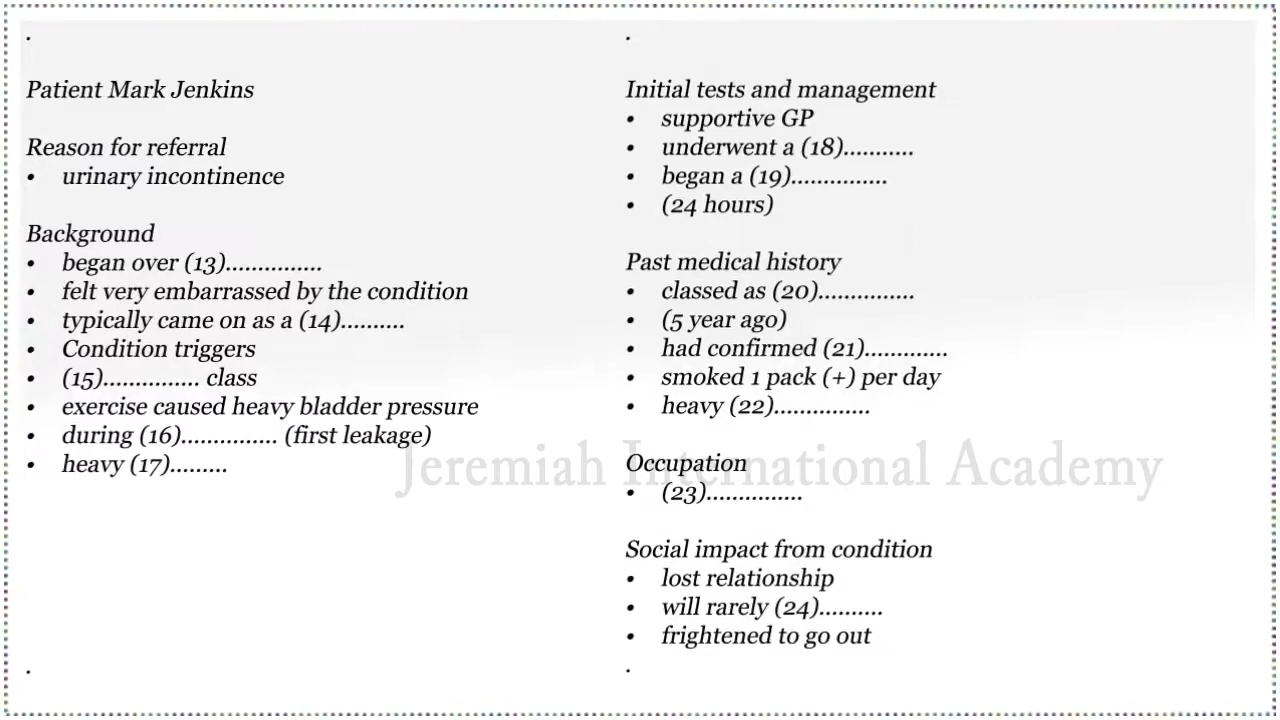 .
Patient Mark Jenkins
Reason for referral
• urinary incontinence
Background
• began over (13)...............
• felt very embarrassed by the condition
• typically came on as a (14)..........
• Condition triggers
• (15)............... class
• exercise caused heavy bladder pressure
• during (16)............... (first leakage)
• heavy (17).........
.
.
Initial tests and management
• supportive GP
• underwent a (18)...........
• began a (19)...............
• (24 hours)
Past medical history
• classed as (20)...............
• (5 year ago)
• had confirmed (21).............
• smoked 1 pack (+) per day
• heavy (22)...............
Occupation
• (23)...............
Social impact from condition
• lost relationship
• will rarely (24)..........
• frightened to go out
.
Jeremiah International Academy